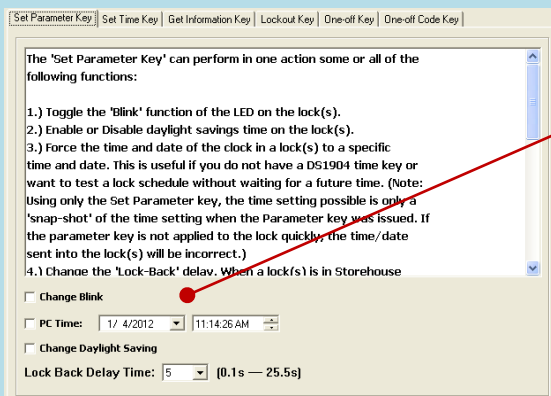 Set Parameter Key Set Time Key Get Information Key Lockout Key One-off Key One-off Code Key
The 'Set Parameter Key' can perform in one action some or all of the
following functions:
1.) Toggle the 'Blink' function of the LED on the lock(s).
2.) Enable or Disable daylight savings time on the lock(s).
3.) Force the time and date of the clock in a lock(s) to a specific
time and date. This is useful if you do not have a DS1904 time key or
want to test a lock schedule without waiting for a future time. (Note:
Using only the Set Parameter key, the time setting possible is only a
'snap-shot' of the time setting when the Parameter key was issued. If
the parameter key is not applied to the lock quickly, the time/date
sent into the lock(s) will be incorrect.)
4.) Change the 'Lock-Back' delay. When a lock(s) is in Storehouse
Change Blink
PC Time: 1/ 4/2012 11:14:26 AM
Change Daylight Saving
Lock Back Delay Time: 5 (0.1s — 25.5s)